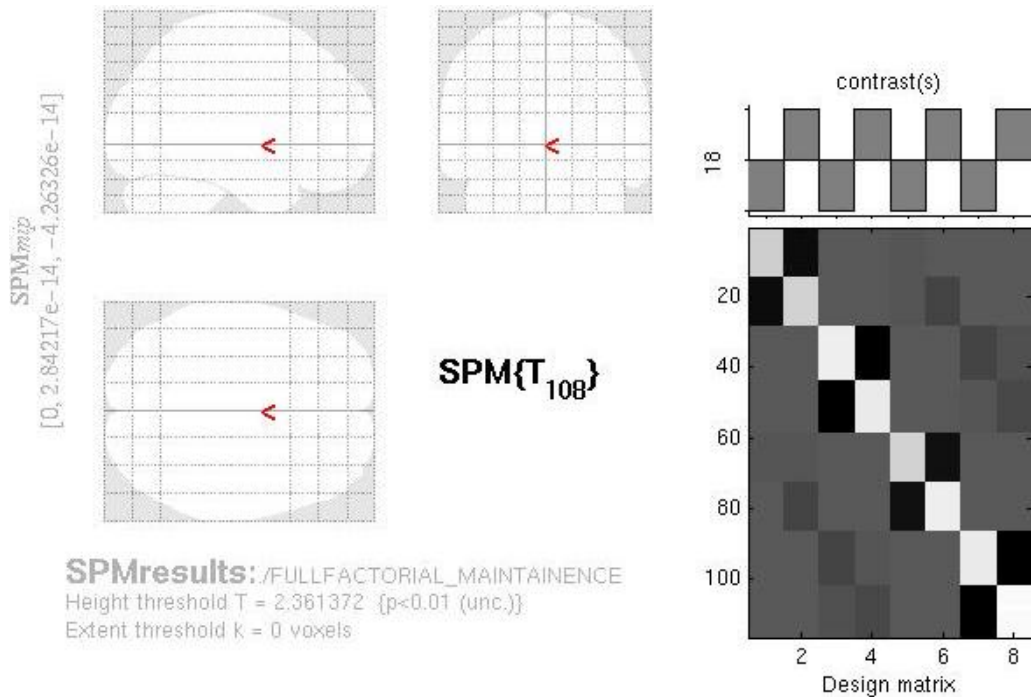 SPMmip
[0, 2.84217e-14, -4.26326e-14]
SPM{T108}
SPMresults: ./FULLFACTORIAL_MAINTAINENCE
Height threshold T = 2.361372 {p<0.01 (unc.)}
Extent threshold k = 0 voxels
contrast(s)
18
20
40
60
80
100
2 4 6 8
Design matrix